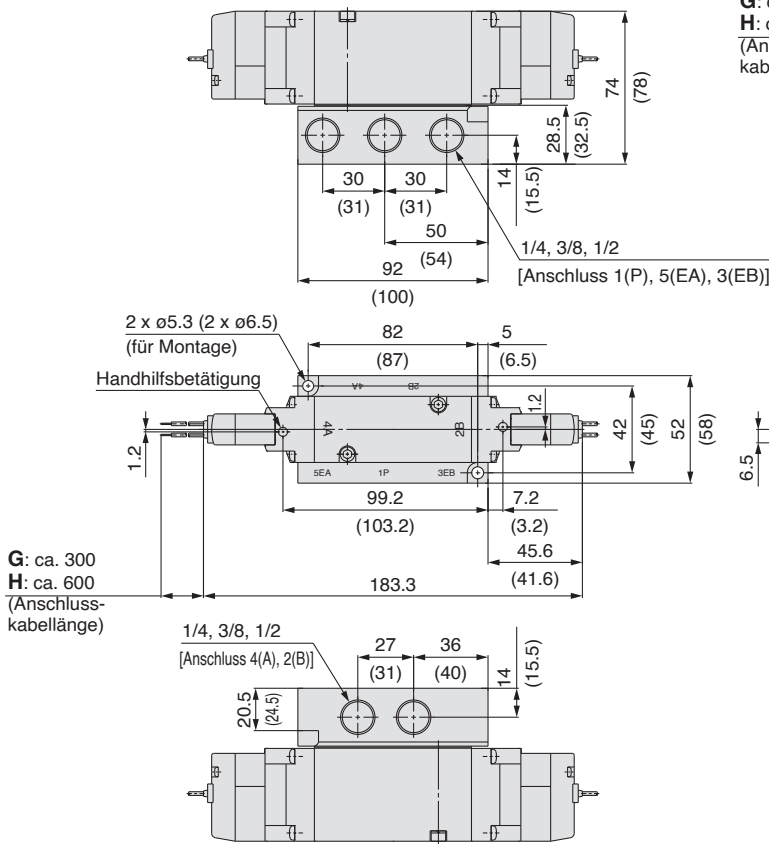 G: c
H: c
(An
kab
74
(78)
28.5
(32.5)
14
(15.5)
30
(31)
30
(31)
50
(54)
92
(100)
1/4, 3/8, 1/2
[Anschluss 1(P), 5(EA), 3(EB)]
2 x ø5.3 (2 x ø6.5)
(für Montage)
Handhilfsbetätigung
82
(87)
5
(6.5)
4A
2B
4A
2B
1.2
1.2
42
(45)
52
(58)
6.5
5EA
1P
3EB
99.2
(103.2)
7.2
(3.2)
45.6
(41.6)
183.3
G: ca. 300
H: ca. 600
(Anschluss-
kabellänge)
1/4, 3/8, 1/2
[Anschluss 4(A), 2(B)]
27
(31)
36
(40)
14
(15.5)
20.5
(24.5)